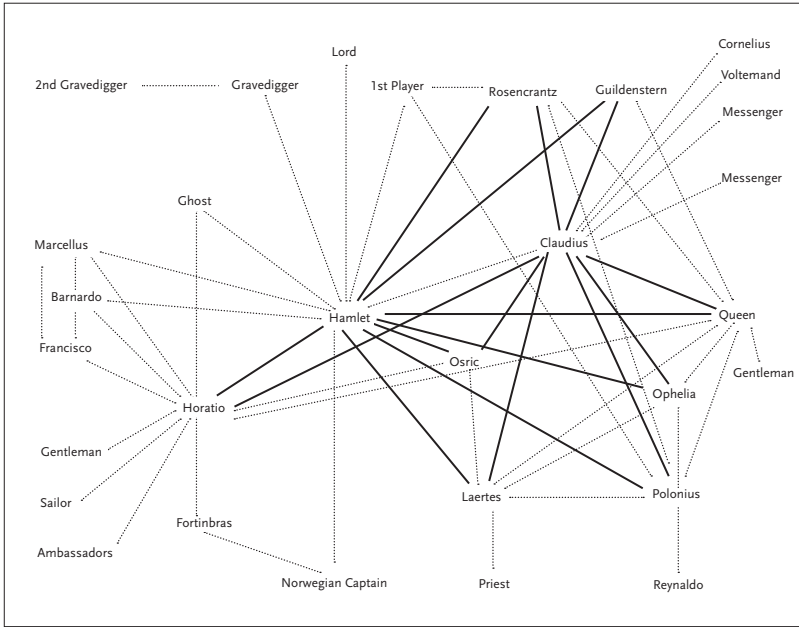 Cornelius
Lord
Voltemand
2nd Gravedigger
Gravedigger
1st Player
Rosencrantz
Guildenstern
Messenger
Messenger
Ghost
Marcellus
Claudius
Barnardo
Hamlet
Queen
Francisco
Osric
Gentleman
Ophelia
Horatio
Gentleman
Laertes
Polonius
Sailor
Fortinbras
Ambassadors
Norwegian Captain
Priest
Reynaldo